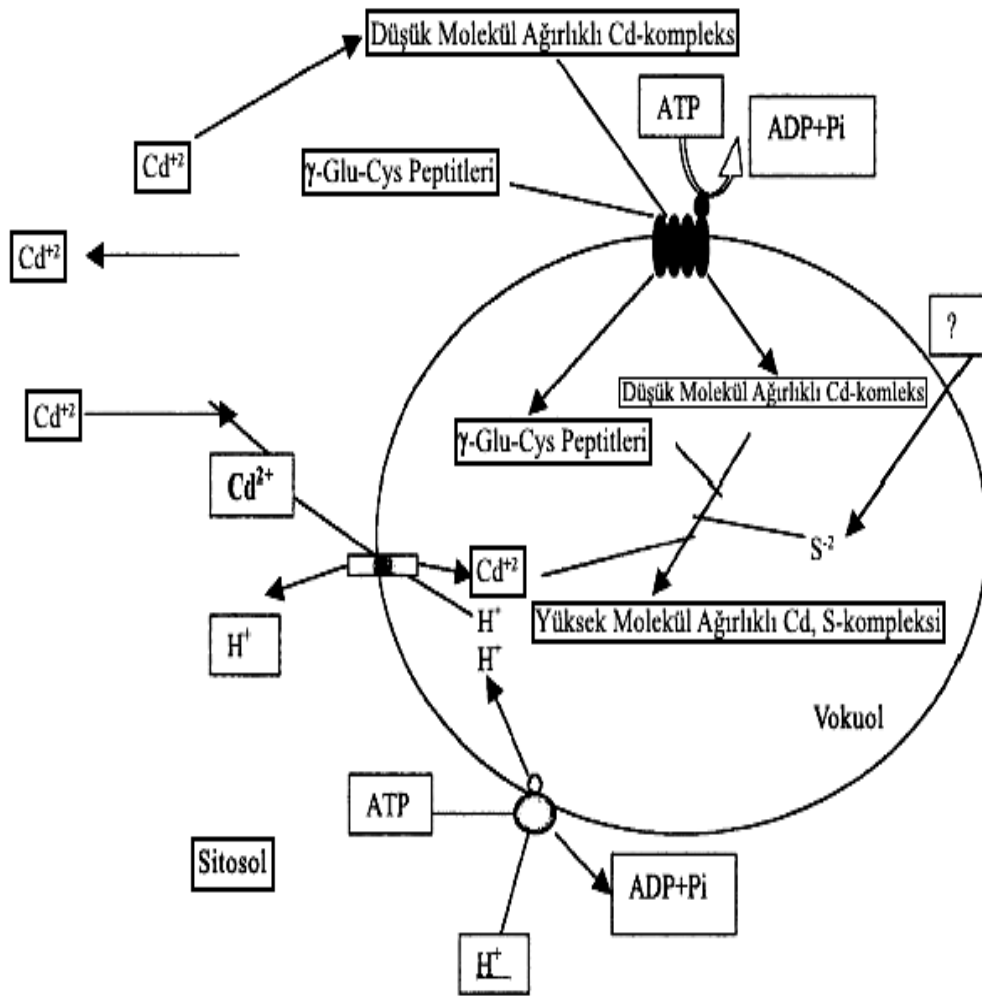 Düşük Molekül Ağırlıklı Cd-kompleks
ATP
ADP+Pi
Cd+2
γ-Glu-Cys Peptitleri
Cd+2
?
Düşük Molekül Ağırlıklı Cd-komleks
Cd+2
γ-Glu-Cys Peptitleri
Cd2+
S-2
Cd+2
H+
Yüksek Molekül Ağırlıklı Cd, S-kompleksi
H+
H+
Vokuol
ATP
Sitosol
ADP+Pi
H+